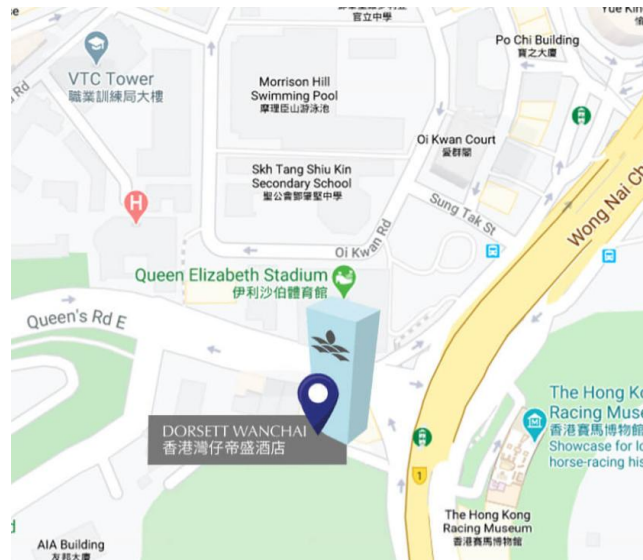 官立中學
Po Chi Building
寶之大廈
VTC Tower
職業訓練局大樓
Morrison Hill
Swimming Pool
摩理臣山游泳池
Oi Kwan Court
愛群閣
Skh Tang Shiu Kin
Secondary School
聖公會鄧肇堅中學
H
Sung Tak St
Wong Nai Ch
Oi Kwan Rd
Queen Elizabeth Stadium
伊利沙伯體育館
Queen's Rd E
DORSETT WANCHAI
香港灣仔帝盛酒店
The Hong Ko
Racing Museu
香港賽馬博物館
Showcase for lo
horse-racing his
1
The Hong Kong
Racing Museum
香港賽馬博物館
AIA Building
友邦大廈